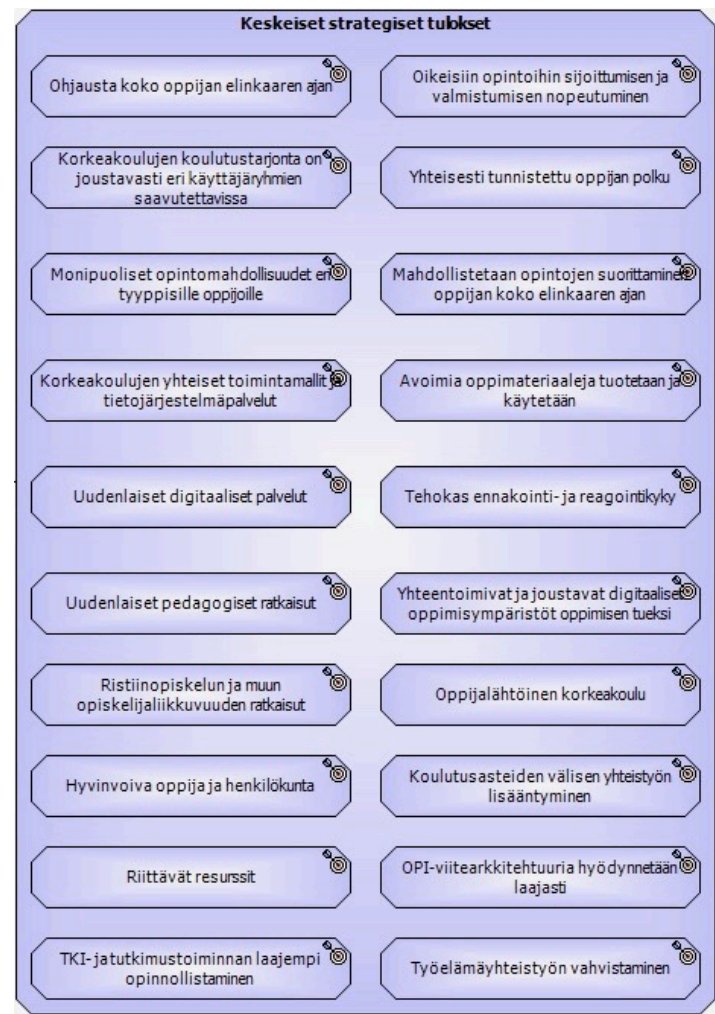 Keskeiset strategiset tulokset
Ohjausta koko oppijan elinkaaren ajan
Oikeisiin opintoihin sijoittumisen ja
valmistumisen nopeutuminen
Korkeakoulujen koulutustarjonta on
joustavasti eri käyttäjäryhmien
saavutettavissa
Yhteisesti tunnistettu oppijan polku
Monipuoliset opintomahdollisuudet eri
tyyppisille oppijoille
Mahdollistetaan opintojen suorittaminen
oppijan koko elinkaaren ajan
Korkeakoulujen yhteiset toimintamallit ja
tietojärjestelmäpalvelut
Avoimia oppimateriaaleja tuotetaan ja
käytetään
Uudenlaiset digitaaliset palvelut
Tehokas ennakointi- ja reagointikyky
Uudenlaiset pedagogiset ratkaisut
Yhteentoimivat ja joustavat digitaaliset
oppimisympäristöt oppimisen tueksi
Ristiinopiskelun ja muun
opiskelijaliikkuvuuden ratkaisut
Oppijalähtöinen korkeakoulu
Hyvinvoiva oppija ja henkilökunta
Koulutusasteiden välisen yhteistyön
lisääntyminen
Riittävät resurssit
OPI-viitearkkitehtuuria hyödynnetään
laajasti
TKI- ja tutkimustoiminnan laajempi
opinnollistaminen
Työelämäyhteistyön vahvistaminen